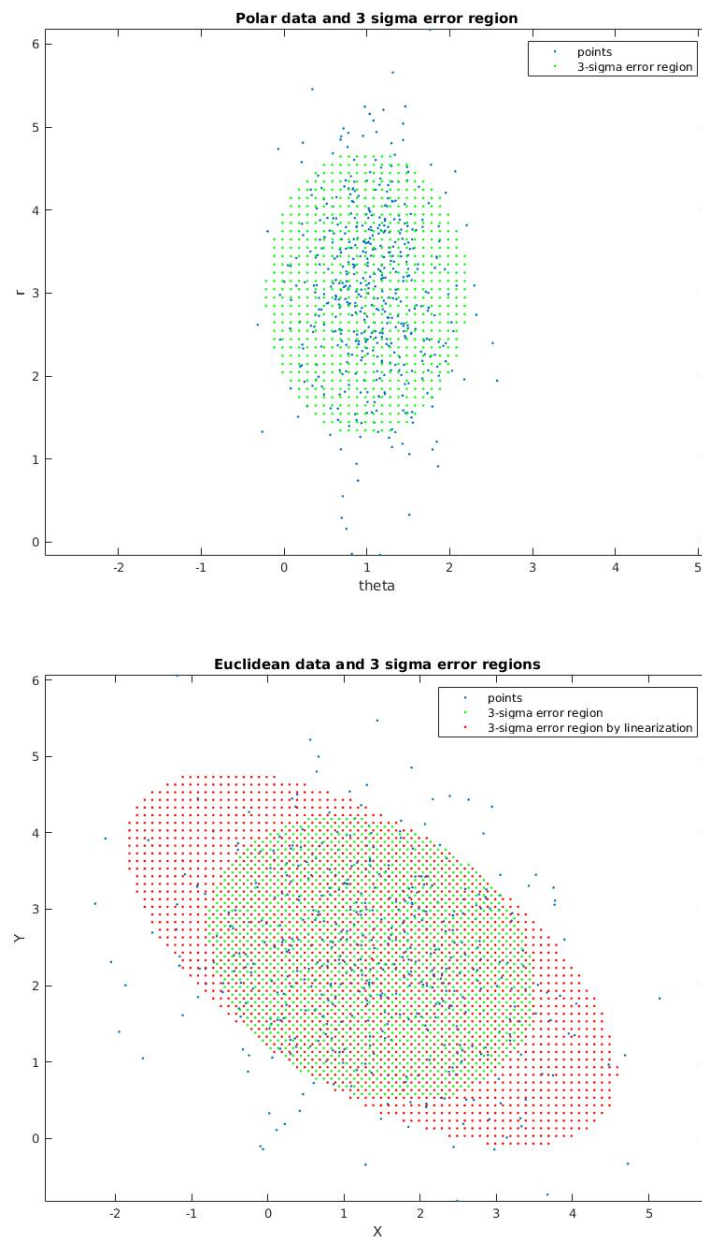 Polar data and 3 sigma error region
points
3-sigma error region
6
5
4
3
2
1
0
r
-2 -1 0 1 2 3 4 5
theta
Euclidean data and 3 sigma error regions
points
3-sigma error region
3-sigma error region by linearization
6
5
4
3
2
1
0
Y
-2 -1 0 1 2 3 4 5
X